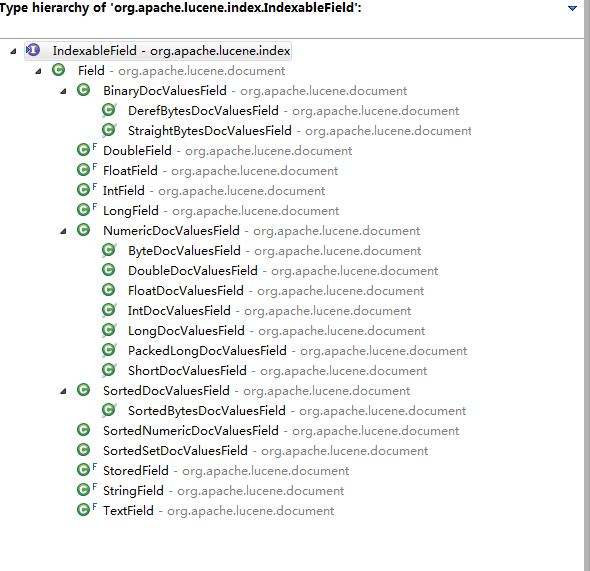 Type hierarchy of 'org.apache.lucene.index.IndexableField':
IndexableField - org.apache.lucene.index
Field - org.apache.lucene.document
BinaryDocValuesField - org.apache.lucene.document
DerefBytesDocValuesField - org.apache.lucene.document
StraightBytesDocValuesField - org.apache.lucene.document
F DoubleField - org.apache.lucene.document
F FloatField - org.apache.lucene.document
F IntField - org.apache.lucene.document
F LongField - org.apache.lucene.document
NumericDocValuesField - org.apache.lucene.document
ByteDocValuesField - org.apache.lucene.document
DoubleDocValuesField - org.apache.lucene.document
FloatDocValuesField - org.apache.lucene.document
IntDocValuesField - org.apache.lucene.document
LongDocValuesField - org.apache.lucene.document
PackedLongDocValuesField - org.apache.lucene.document
ShortDocValuesField - org.apache.lucene.document
SortedDocValuesField - org.apache.lucene.document
SortedBytesDocValuesField - org.apache.lucene.document
SortedNumericDocValuesField - org.apache.lucene.document
SortedSetDocValuesField - org.apache.lucene.document
F StoredField - org.apache.lucene.document
F StringField - org.apache.lucene.document
F TextField - org.apache.lucene.document